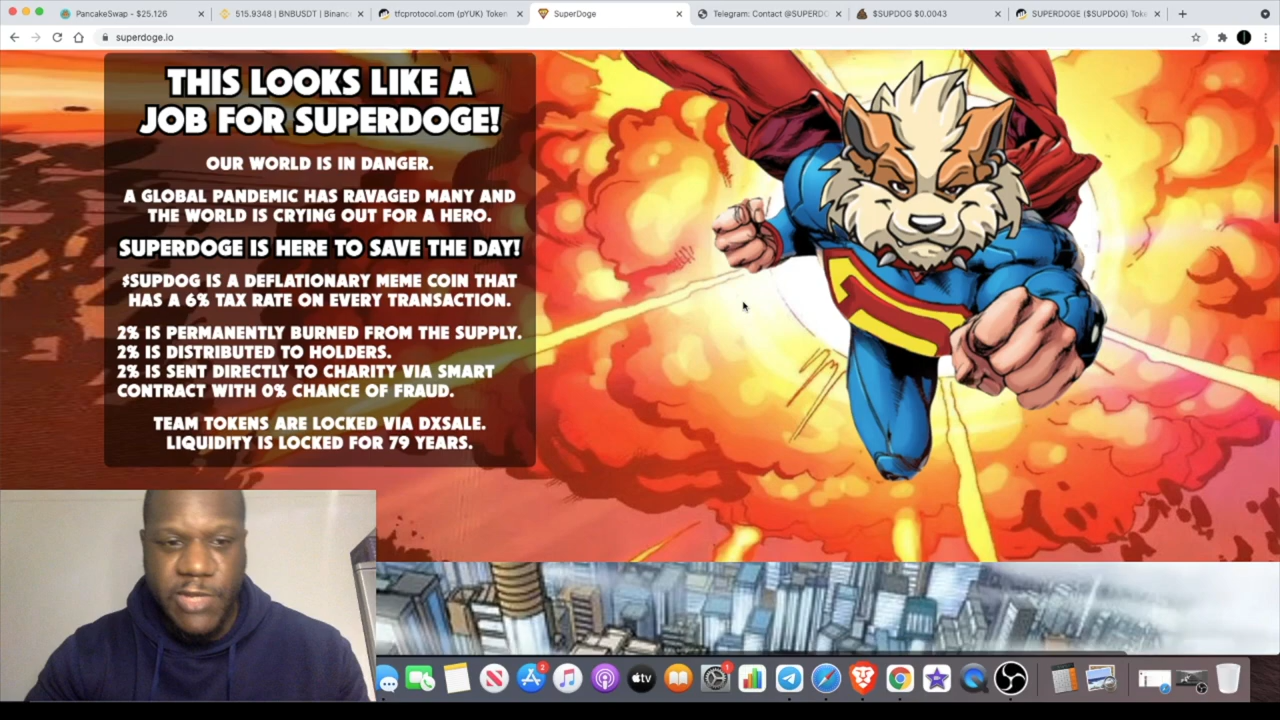 PancakeSwap - $25.126
515.9348 | BNBUSDT | Binanc
tfcprotocol.com (pYUK) Token
SuperDoge
Telegram: Contact @SUPERDO
$SUPDOG $0.0043
SUPERDOGE ($SUPDOG) Toke
superdoge.io
THIS LOOKS LIKE A
JOB FOR SUPERDOGE!
OUR WORLD IS IN DANGER.
A GLOBAL PANDEMIC HAS RAVAGED MANY AND
THE WORLD IS CRYING OUT FOR A HERO.
SUPERDOGE IS HERE TO SAVE THE DAY!
$SUPDOG IS A DEFLATIONARY MEME COIN THAT
HAS A 6% TAX RATE ON EVERY TRANSACTION.
2% IS PERMANENTLY BURNED FROM THE SUPPLY.
2% IS DISTRIBUTED TO HOLDERS.
2% IS SENT DIRECTLY TO CHARITY VIA SMART
CONTRACT WITH 0% CHANCE OF FRAUD.
TEAM TOKENS ARE LOCKED VIA DXSALE.
LIQUIDITY IS LOCKED FOR 79 YEARS.
2
tv
1